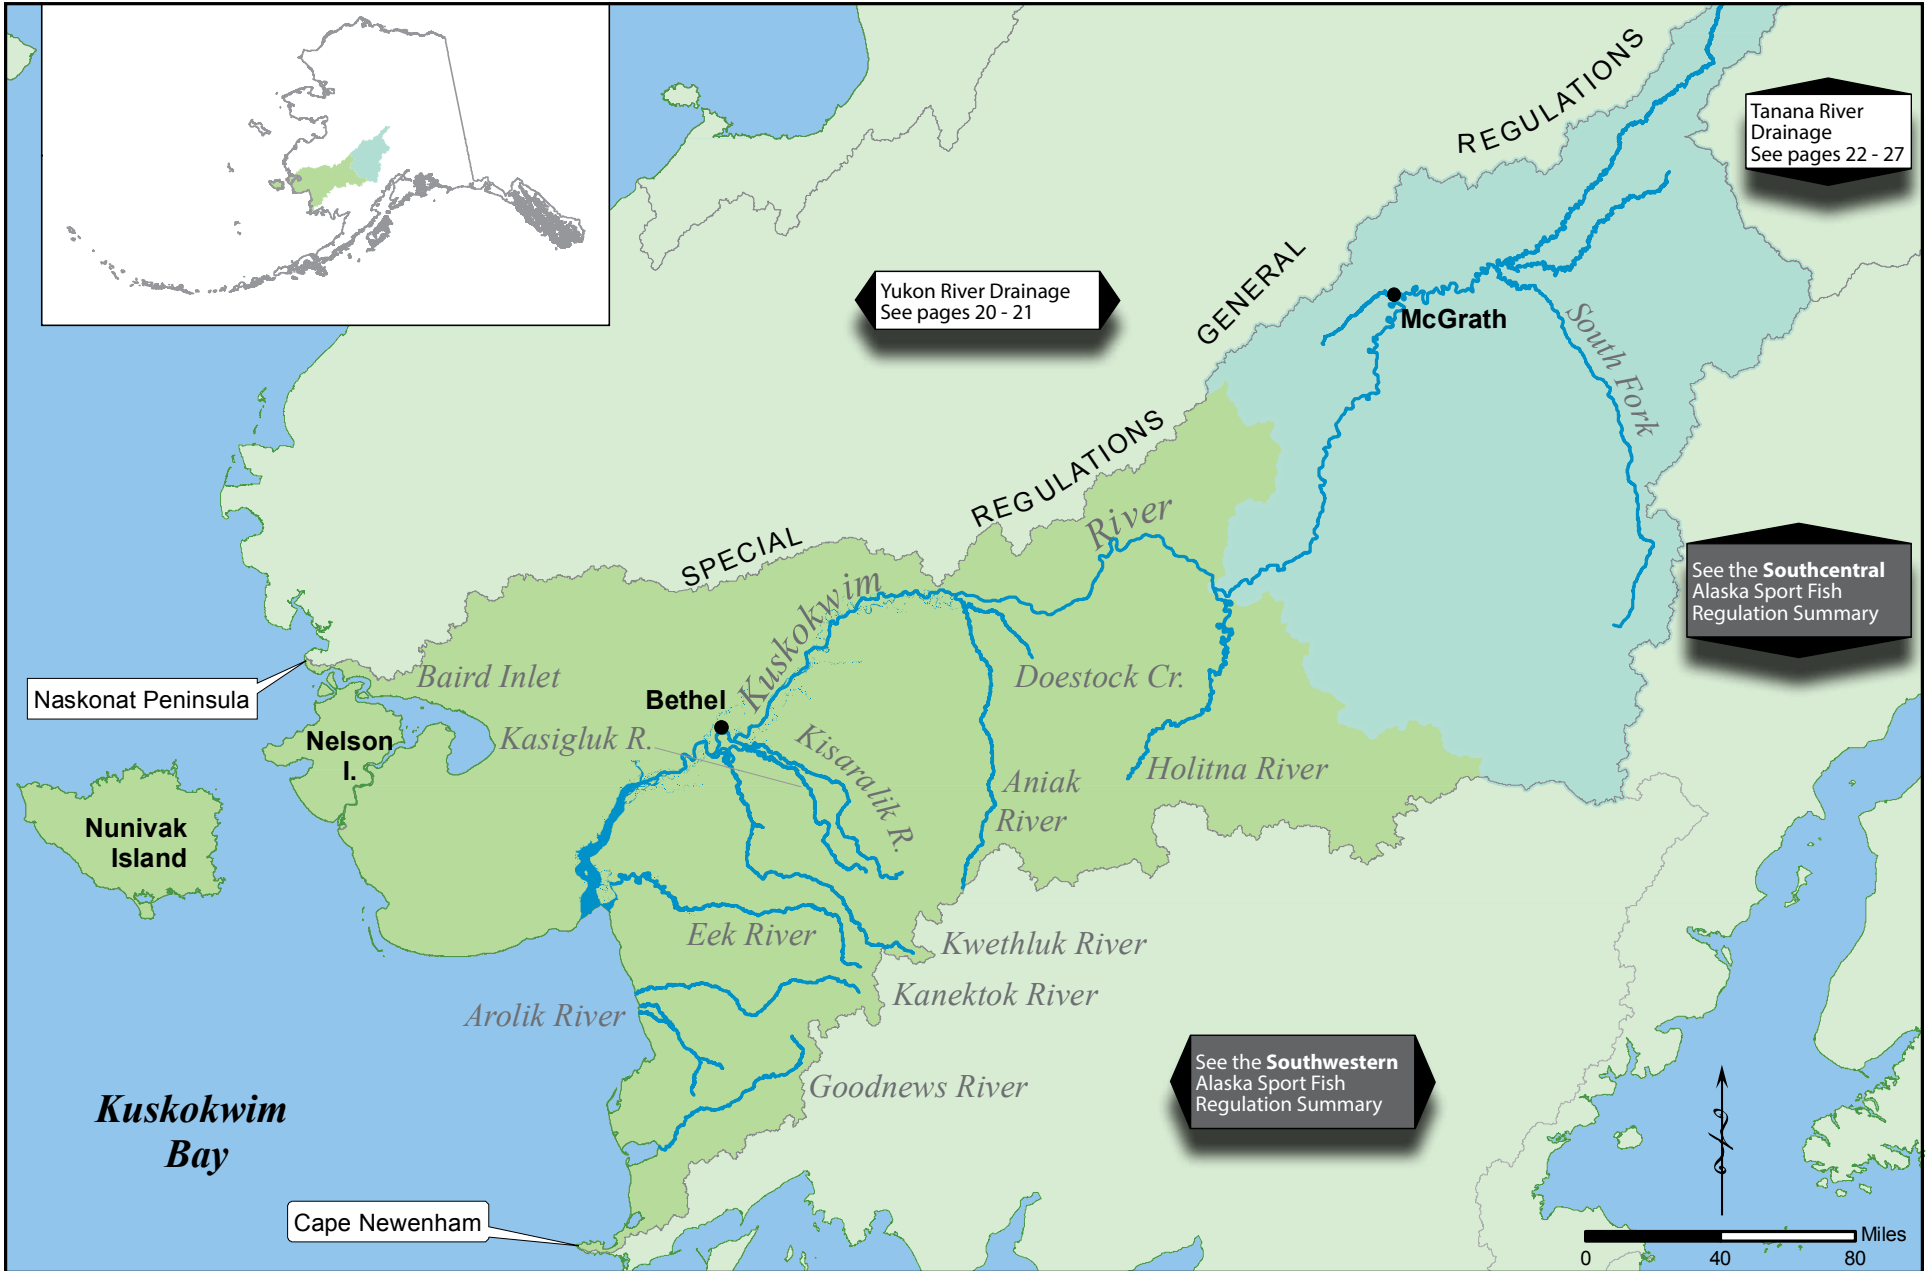 REGULATIONS
Tanana River
Drainage
See pages 22 - 27
Yukon River Drainage
See pages 20 - 21
GENERAL
McGrath
South Fork
REGULATIONS
SPECIAL
River
Kuskokwim
See the Southcentral
Alaska Sport Fish
Regulation Summary
Naskonat Peninsula
Baird Inlet
Bethel
Doestock Cr.
Nelson
I.
Kasigluk R.
Kisaralik R.
Holitna River
Aniak
River
Nunivak
Island
Eek River
Kwethluk River
Kanektok River
Arolik River
Goodnews River
See the Southwestern
Alaska Sport Fish
Regulation Summary
Kuskokwim
Bay
Cape Newenham
N
Miles
0 40 80